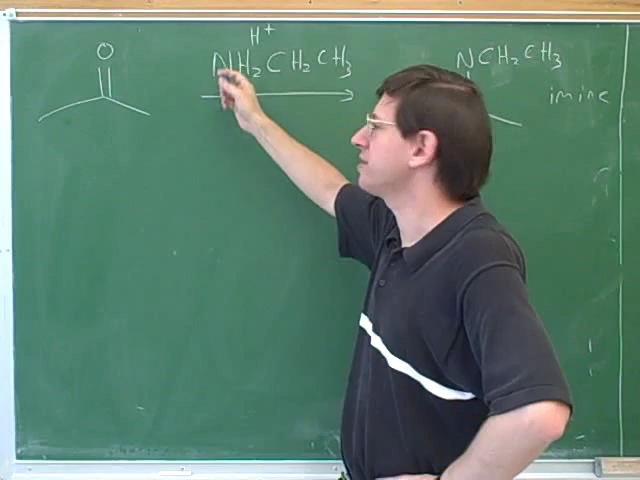 O
H+
NH₂CH₂CH₃
NCH₂CH₃
imine